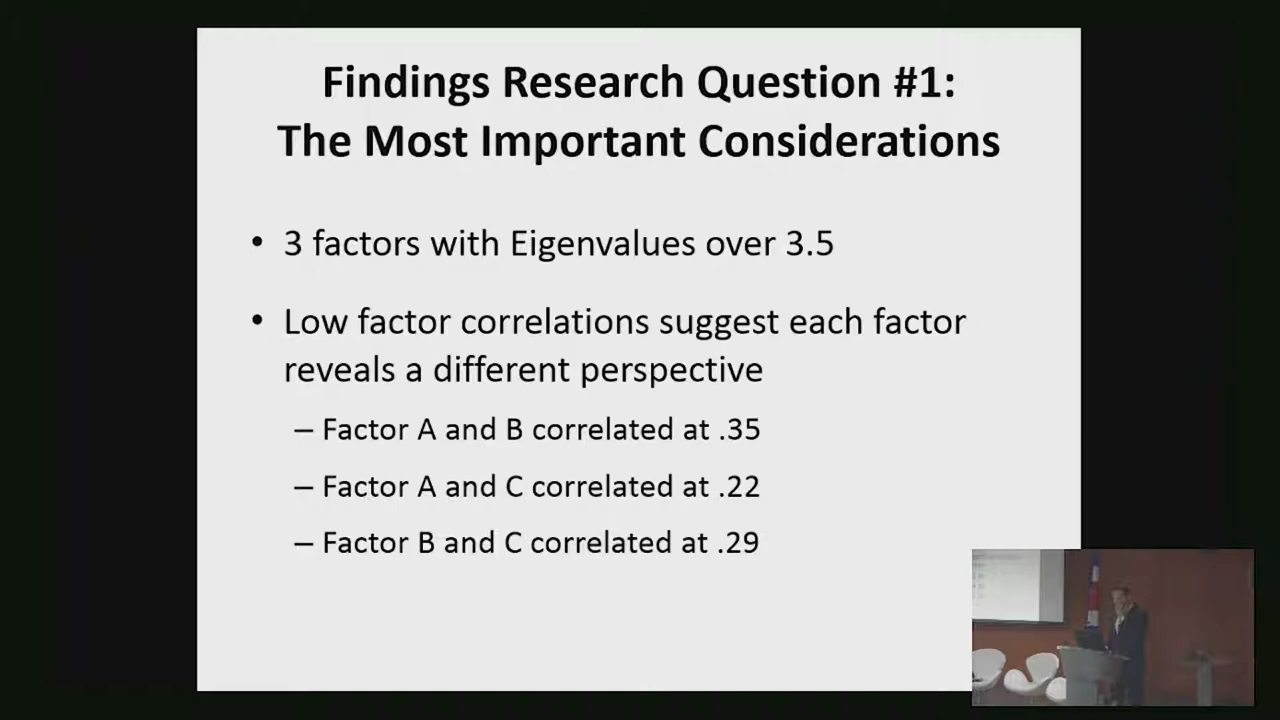 Findings Research Question #1:
The Most Important Considerations
• 3 factors with Eigenvalues over 3.5
• Low factor correlations suggest each factor
reveals a different perspective
– Factor A and B correlated at .35
– Factor A and C correlated at .22
– Factor B and C correlated at .29